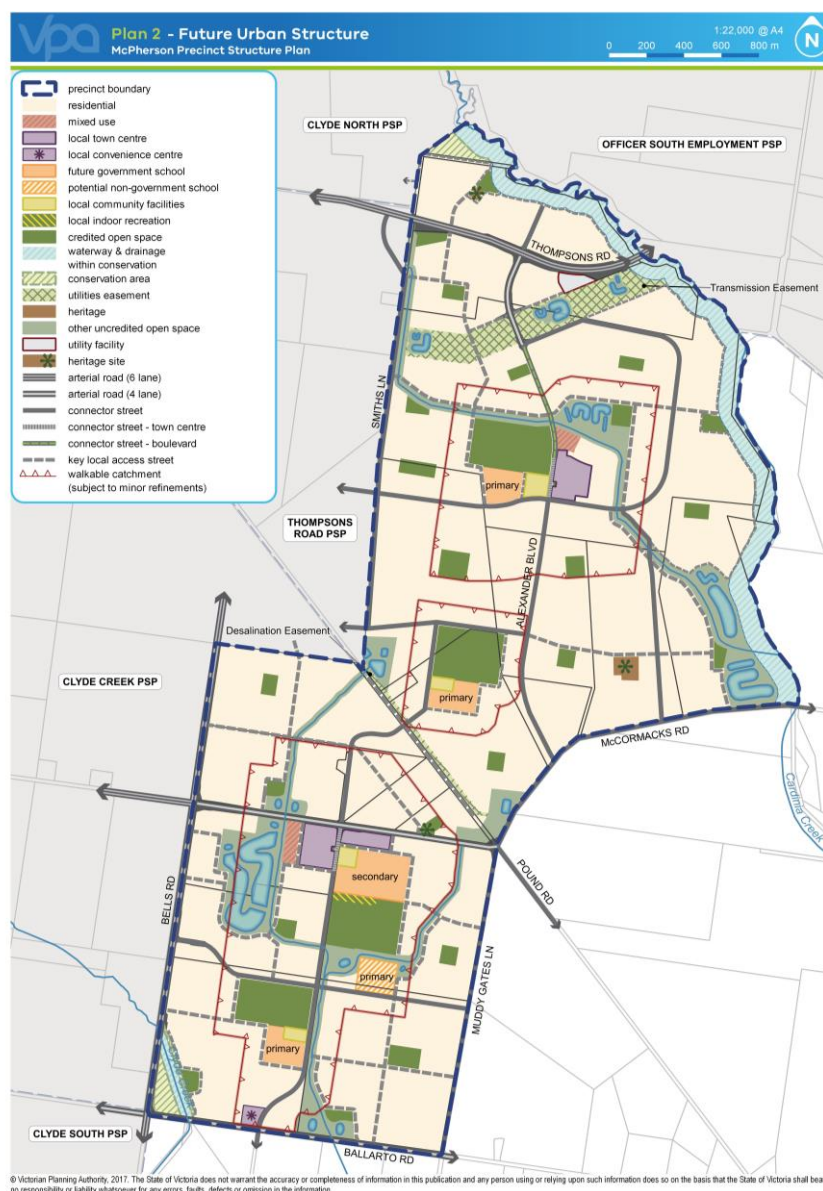 vpa
Plan 2 - Future Urban Structure
McPherson Precinct Structure Plan
1:22,000 @ A4
0 200 400 600 800 m
N
precinct boundary
residential
mixed use
local town centre
local convenience centre
future government school
potential non-government school
local community facilities
local indoor recreation
credited open space
waterway & drainage
within conservation
conservation area
utilities easement
heritage
other uncredited open space
utility facility
heritage site
arterial road (6 lane)
arterial road (4 lane)
connector street
connector street - town centre
connector street - boulevard
key local access street
walkable catchment
(subject to minor refinements)
CLYDE NORTH PSP
OFFICER SOUTH EMPLOYMENT PSP
THOMPSONS RD
Transmission Easement
SMITHS LN
primary
THOMPSONS
ROAD PSP
ALEXANDER BLVD
Desalination Easement
CLYDE CREEK PSP
primary
McCORMACKS RD
Cardinia Creek
secondary
POUND RD
BELLS RD
MUDDY GATES LN
primary
primary
CLYDE SOUTH PSP
BALLARTO RD
© Victorian Planning Authority, 2017. The State of Victoria does not warrant the accuracy or completeness of information in this publication and any person using or relying upon such information does so on the basis that the State of Victoria shall bear
no responsibility or liability whatsoever for any errors, faults, defects or omission in the information.